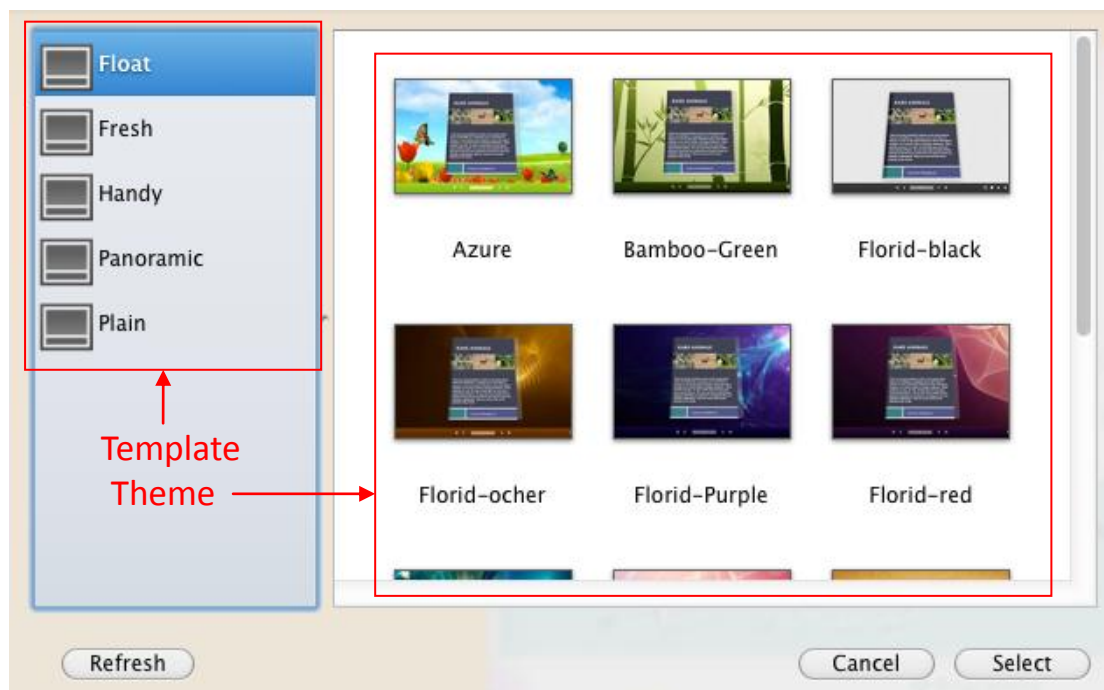 Float
Fresh
Handy
Panoramic
Plain
Template
Theme
Azure
Bamboo-Green
Florid-black
Florid-ocher
Florid-Purple
Florid-red
Refresh
Cancel
Select